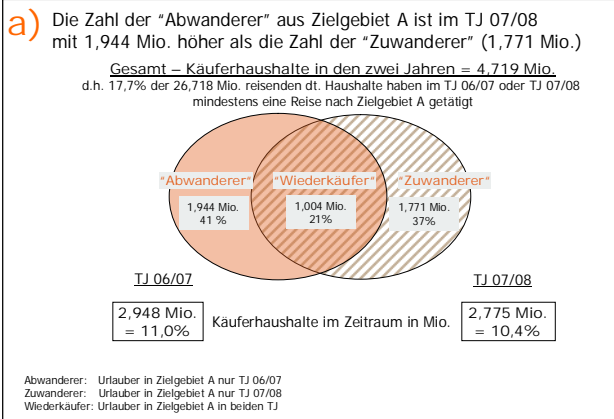 a) Die Zahl der "Abwanderer" aus Zielgebiet A ist im TJ 07/08
mit 1,944 Mio. höher als die Zahl der "Zuwanderer" (1,771 Mio.)
Gesamt – Käuferhaushalte in den zwei Jahren = 4,719 Mio.
d.h. 17,7% der 26,718 Mio. reisenden dt. Haushalte haben im TJ 06/07 oder TJ 07/08
mindestens eine Reise nach Zielgebiet A getätigt
"Abwanderer" "Wiederkäufer" "Zuwanderer"
1,944 Mio. 1,004 Mio. 1,771 Mio.
41 % 21% 37%
TJ 06/07 TJ 07/08
2,948 Mio. Käuferhaushalte im Zeitraum in Mio. 2,775 Mio.
= 11,0% = 10,4%
Abwanderer: Urlauber in Zielgebiet A nur TJ 06/07
Zuwanderer: Urlauber in Zielgebiet A nur TJ 07/08
Wiederkäufer: Urlauber in Zielgebiet A in beiden TJ